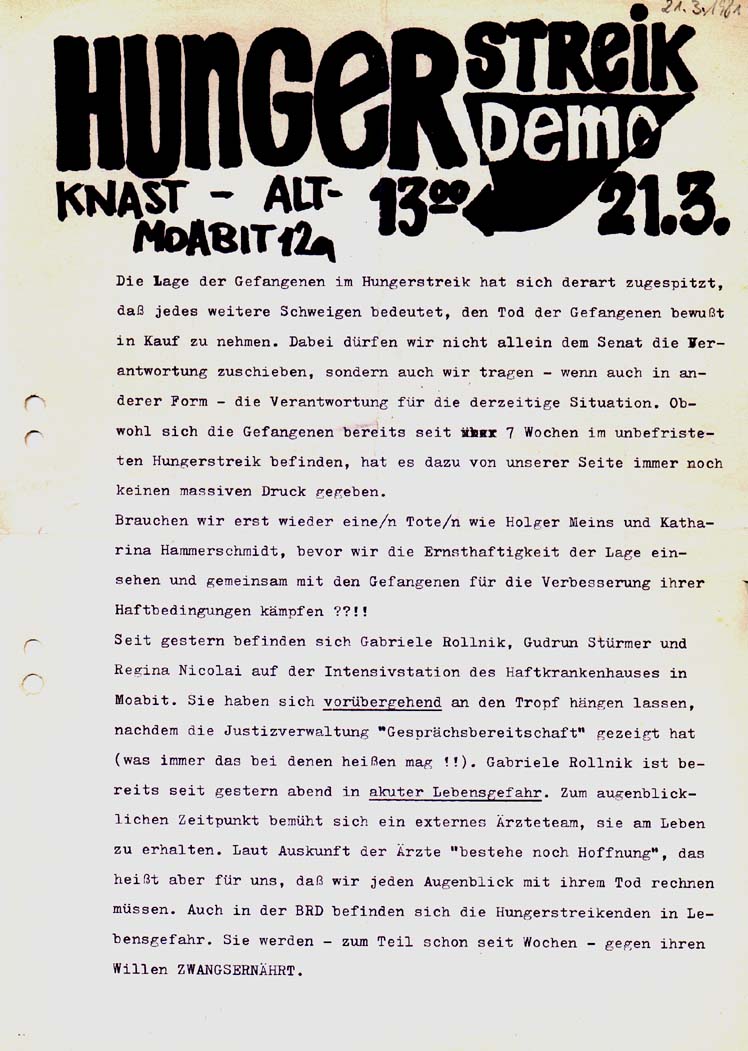 21.3.1981
HUNGER STREIK
Demo
KNAST - ALT-
MOABIT 12a
13⁰⁰ 21.3.
Die Lage der Gefangenen im Hungerstreik hat sich derart zugespitzt,
daß jedes weitere Schweigen bedeutet, den Tod der Gefangenen bewußt
in Kauf zu nehmen. Dabei dürfen wir nicht allein dem Senat die Ver-
antwortung zuschieben, sondern auch wir tragen - wenn auch in an-
derer Form - die Verantwortung für die derzeitige Situation. Ob-
wohl sich die Gefangenen bereits seit über 7 Wochen im unbefriste-
ten Hungerstreik befinden, hat es dazu von unserer Seite immer noch
keinen massiven Druck gegeben.
Brauchen wir erst wieder eine/n Tote/n wie Holger Meins und Katha-
rina Hammerschmidt, bevor wir die Ernsthaftigkeit der Lage ein-
sehen und gemeinsam mit den Gefangenen für die Verbesserung ihrer
Haftbedingungen kämpfen ??!!
Seit gestern befinden sich Gabriele Rollnik, Gudrun Stürmer und
Regina Nicolai auf der Intensivstation des Haftkrankenhauses in
Moabit. Sie haben sich vorübergehend an den Tropf hängen lassen,
nachdem die Justizverwaltung "Gesprächsbereitschaft" gezeigt hat
(was immer das bei denen heißen mag !!). Gabriele Rollnik ist be-
reits seit gestern abend in akuter Lebensgefahr. Zum augenblick-
lichen Zeitpunkt bemüht sich ein externes Ärzteteam, sie am Leben
zu erhalten. Laut Auskunft der Ärzte "bestehe noch Hoffnung", das
heißt aber für uns, daß wir jeden Augenblick mit ihrem Tod rechnen
müssen. Auch in der BRD befinden sich die Hungerstreikenden in Le-
bensgefahr. Sie werden - zum Teil schon seit Wochen - gegen ihren
Willen ZWANGSERNÄHRT.